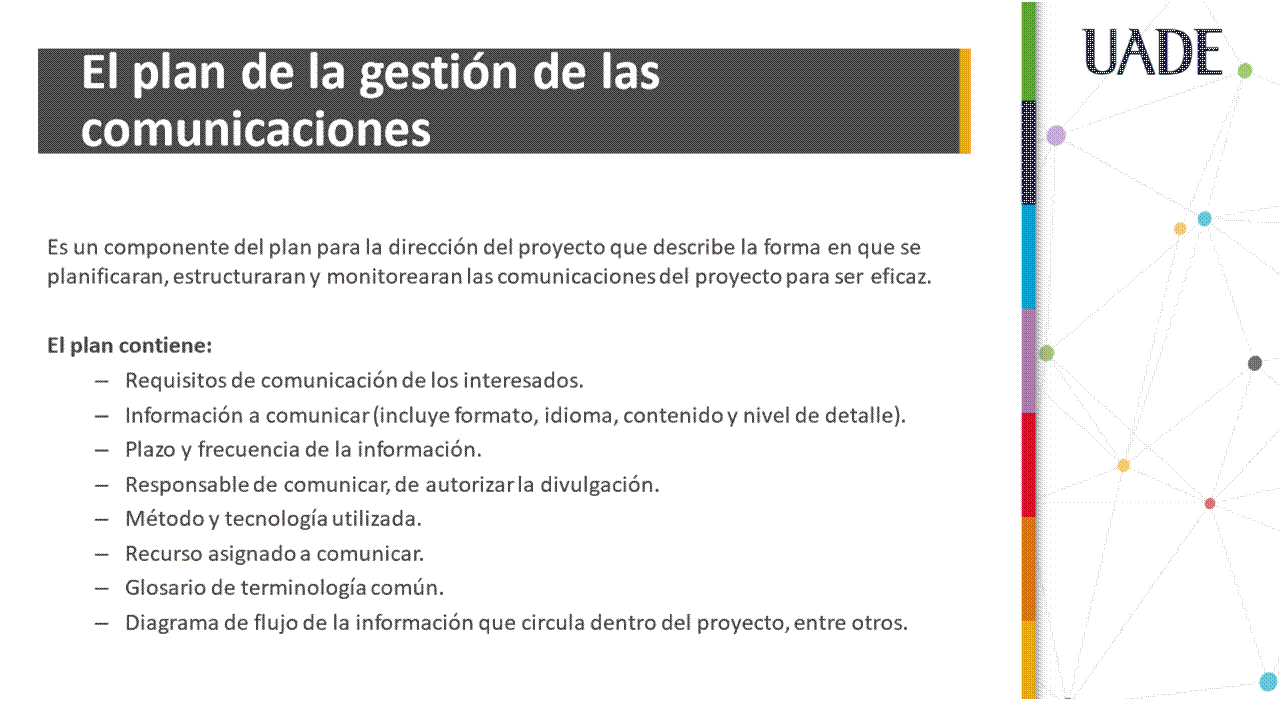 UADE
El plan de la gestión de las
comunicaciones
Es un componente del plan para la dirección del proyecto que describe la forma en que se
planificaran, estructuraran y monitorearan las comunicaciones del proyecto para ser eficaz.
El plan contiene:
– Requisitos de comunicación de los interesados.
– Información a comunicar (incluye formato, idioma, contenido y nivel de detalle).
– Plazo y frecuencia de la información.
– Responsable de comunicar, de autorizar la divulgación.
– Método y tecnología utilizada.
– Recurso asignado a comunicar.
– Glosario de terminología común.
– Diagrama de flujo de la información que circula dentro del proyecto, entre otros.